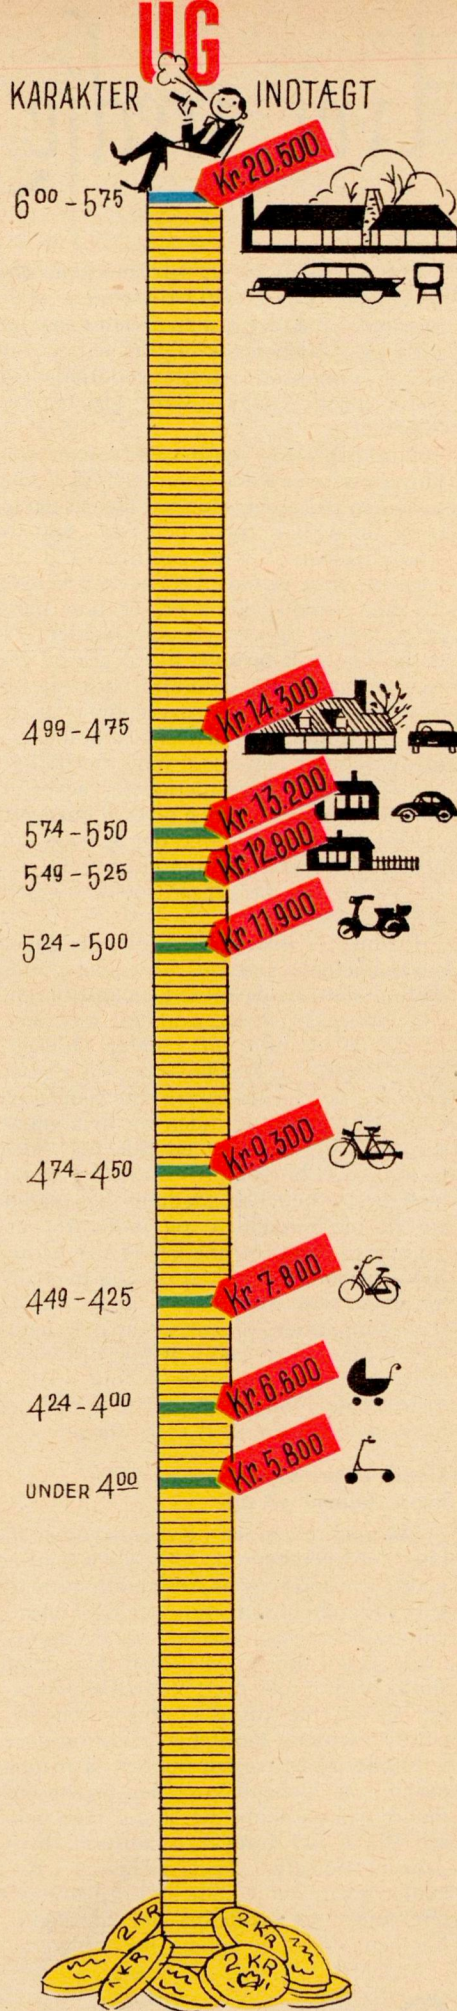 UG
KARAKTER INDTÆGT
6⁰⁰-5⁷⁵ Kr. 20.500
4⁹⁹-4⁷⁵ Kr. 14.300
5⁷⁴-5⁵⁰ Kr. 13.200
5⁴⁹-5²⁵ Kr. 12.800
5²⁴-5⁰⁰ Kr. 11.900
4⁷⁴-4⁵⁰ Kr. 9.300
4⁴⁹-4²⁵ Kr. 7.800
4²⁴-4⁰⁰ Kr. 6.600
UNDER 4⁰⁰ Kr. 5.800
2 KR 2 KR
1 KR 2 KR